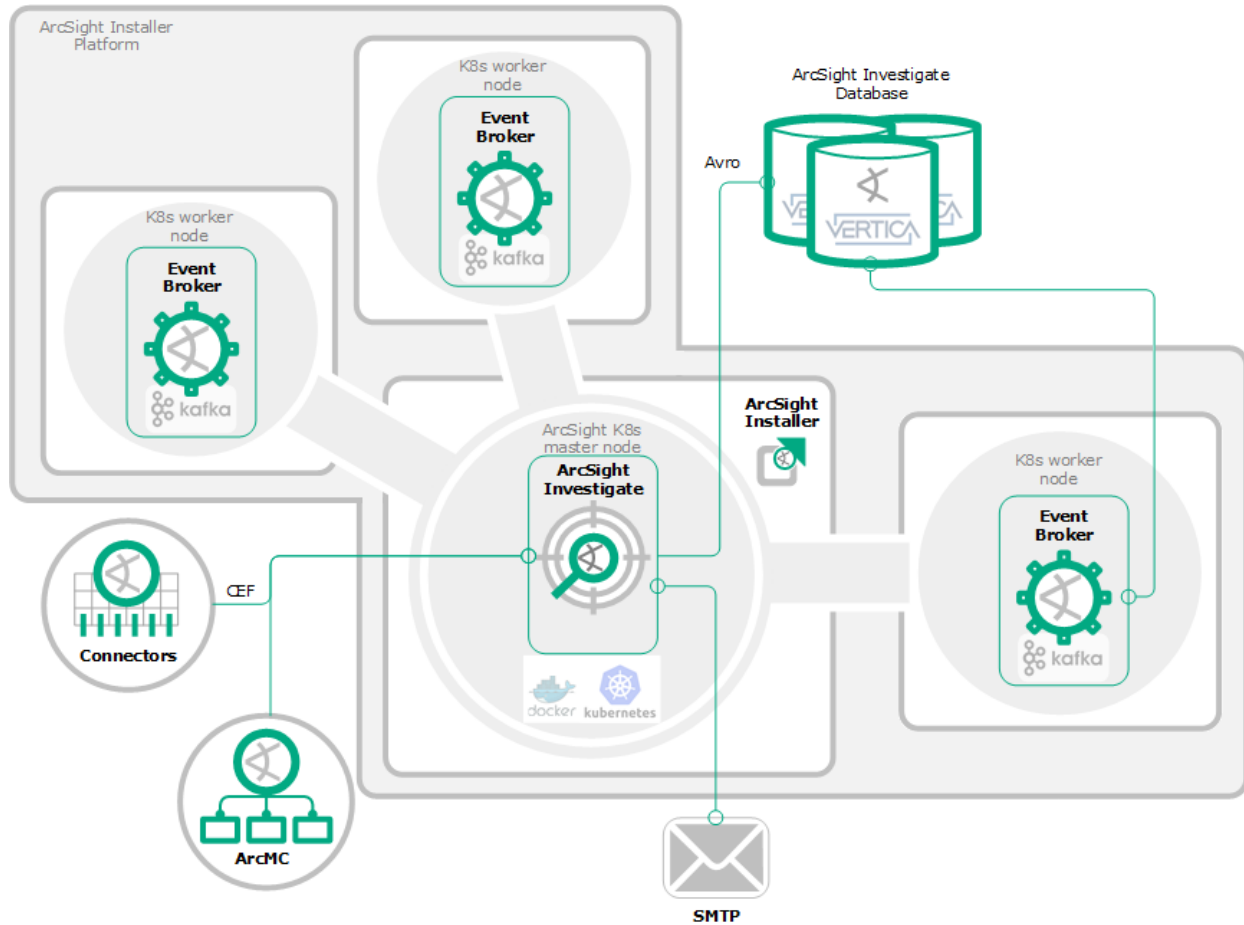 ArcSight Installer
Platform
K8s worker
node
Event
Broker
kafka
ArcSight Investigate
Database
Avro
VERTICA
K8s worker
node
Event
Broker
kafka
ArcSight
Installer
ArcSight K8s
master node
ArcSight
Investigate
docker
kubernetes
K8s worker
node
Event
Broker
kafka
CEF
Connectors
ArcMC
SMTP